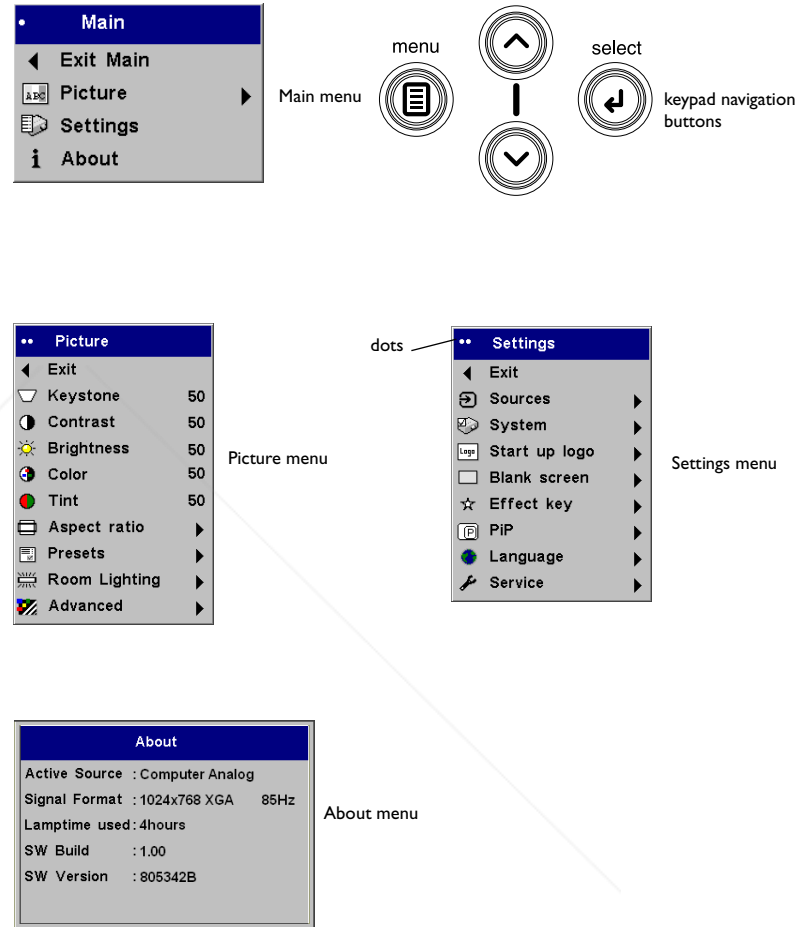 • Main
Exit Main
ABC Picture
Settings
i About
Main menu
menu
select
keypad navigation
buttons
•• Picture
Exit
Keystone 50
Contrast 50
Brightness 50
Color 50
Tint 50
Aspect ratio
Presets
Room Lighting
Advanced
Picture menu
dots
•• Settings
Exit
Sources
System
Logo Start up logo
Blank screen
Effect key
P PiP
Language
Service
Settings menu
About
Active Source : Computer Analog
Signal Format : 1024x768 XGA 85Hz
Lamptime used : 4hours
SW Build : 1.00
SW Version : 805342B
About menu